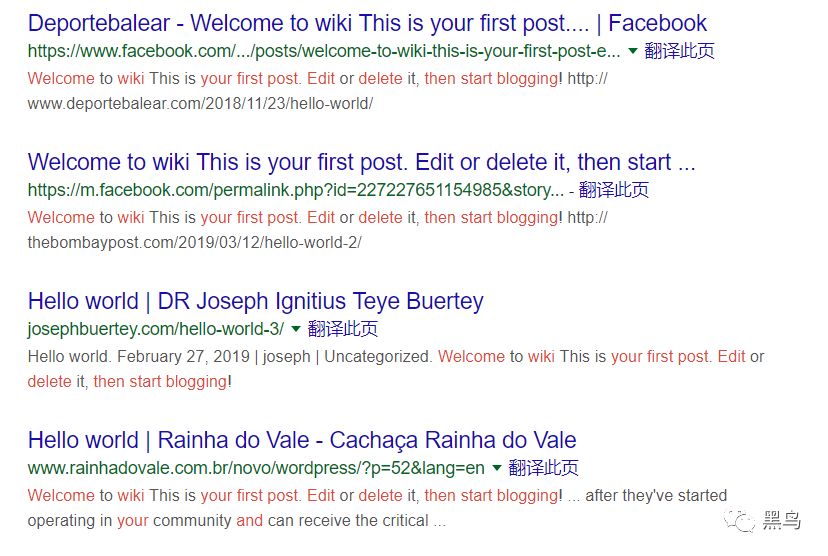 Deportebalear - Welcome to wiki This is your first post.... | Facebook
https://www.facebook.com/.../posts/welcome-to-wiki-this-is-your-first-post-e... ▼ 翻译此页
Welcome to wiki This is your first post. Edit or delete it, then start blogging! http://
www.deportebalear.com/2018/11/23/hello-world/
Welcome to wiki This is your first post. Edit or delete it, then start ...
https://m.facebook.com/permalink.php?id=227227651154985&story... - 翻译此页
Welcome to wiki This is your first post. Edit or delete it, then start blogging! http://
thebombaypost.com/2019/03/12/hello-world-2/
Hello world | DR Joseph Ignitius Teye Buertey
josephbuertey.com/hello-world-3/ ▼ 翻译此页
Hello world. February 27, 2019 | joseph | Uncategorized. Welcome to wiki This is your first post. Edit or
delete it, then start blogging!
Hello world | Rainha do Vale - Cachaça Rainha do Vale
www.rainhadovale.com.br/novo/wordpress/?p=52&lang=en ▼ 翻译此页
Welcome to wiki This is your first post. Edit or delete it, then start blogging! ... after they've started
operating in your community and can receive the critical ...
黑鸟